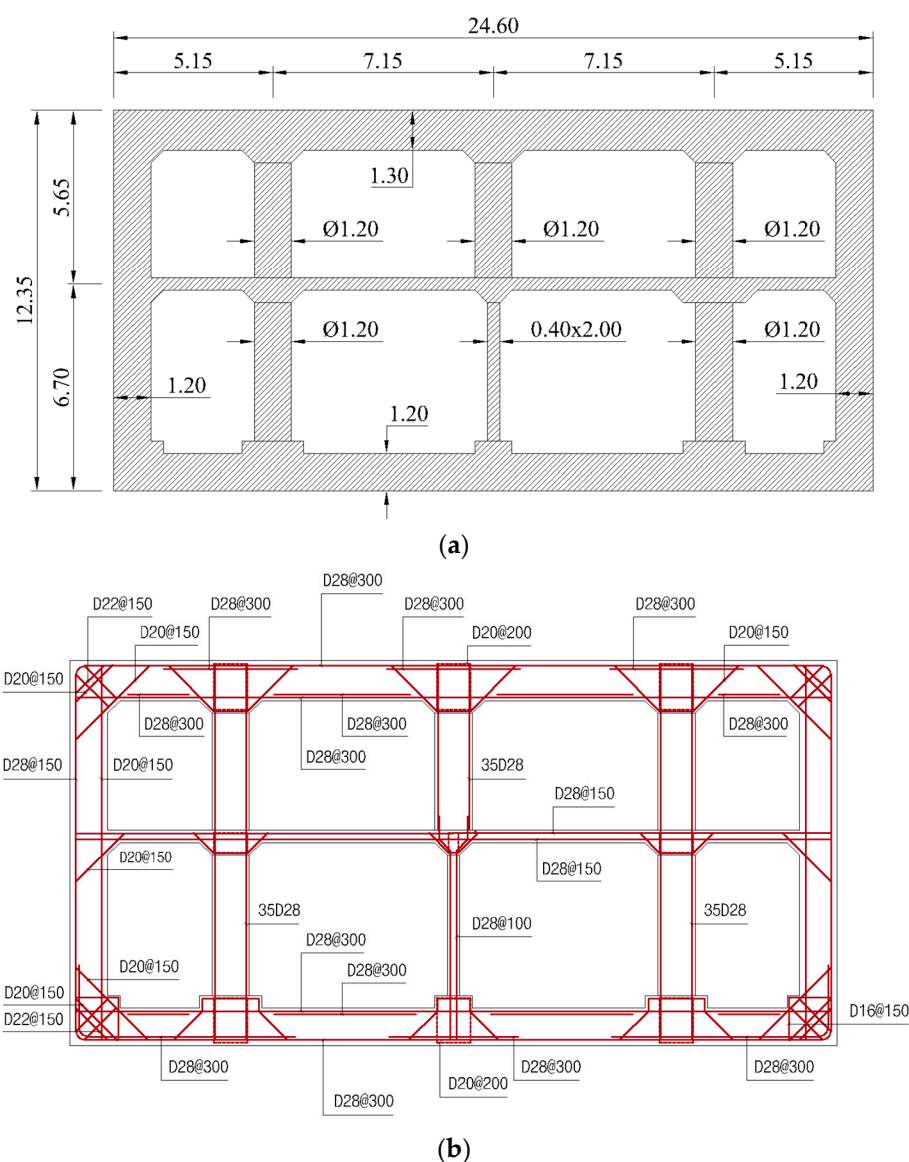 24.60
5.15 7.15 7.15 5.15
1.30
5.65
Ø1.20 Ø1.20 Ø1.20
12.35
Ø1.20 0.40x2.00 Ø1.20
6.70
1.20 1.20
1.20
(a)
D28@300
D22@150 D28@300 D28@300 D28@300
D20@150 D20@200 D20@150
D20@150
D28@300 D28@300 D28@300
D28@300
D28@150 D20@150 35D28
D28@150
D20@150 D28@150
35D28 D28@100 35D28
D28@300
D20@150 D28@300
D20@150
D22@150 D16@150
D28@300 D28@300 D28@300
D28@300 D20@200
(b)